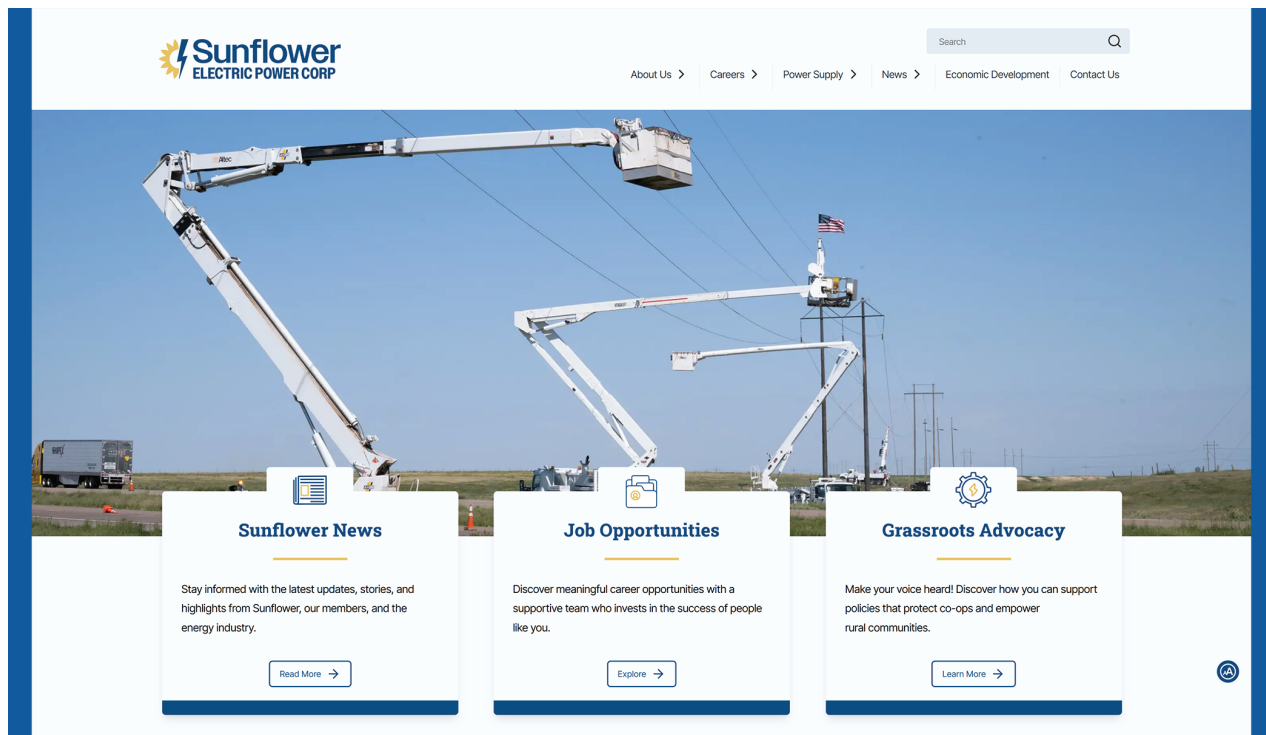 Sunflower
ELECTRIC POWER CORP
Search
About Us
Careers
Power Supply
News
Economic Development
Contact Us
Altec
Sunflower News
Job Opportunities
Grassroots Advocacy
Stay informed with the latest updates, stories, and
highlights from Sunflower, our members, and the
energy industry.
Discover meaningful career opportunities with a
supportive team who invests in the success of people
like you.
Make your voice heard! Discover how you can support
policies that protect co-ops and empower
rural communities.
Read More
Explore
Learn More